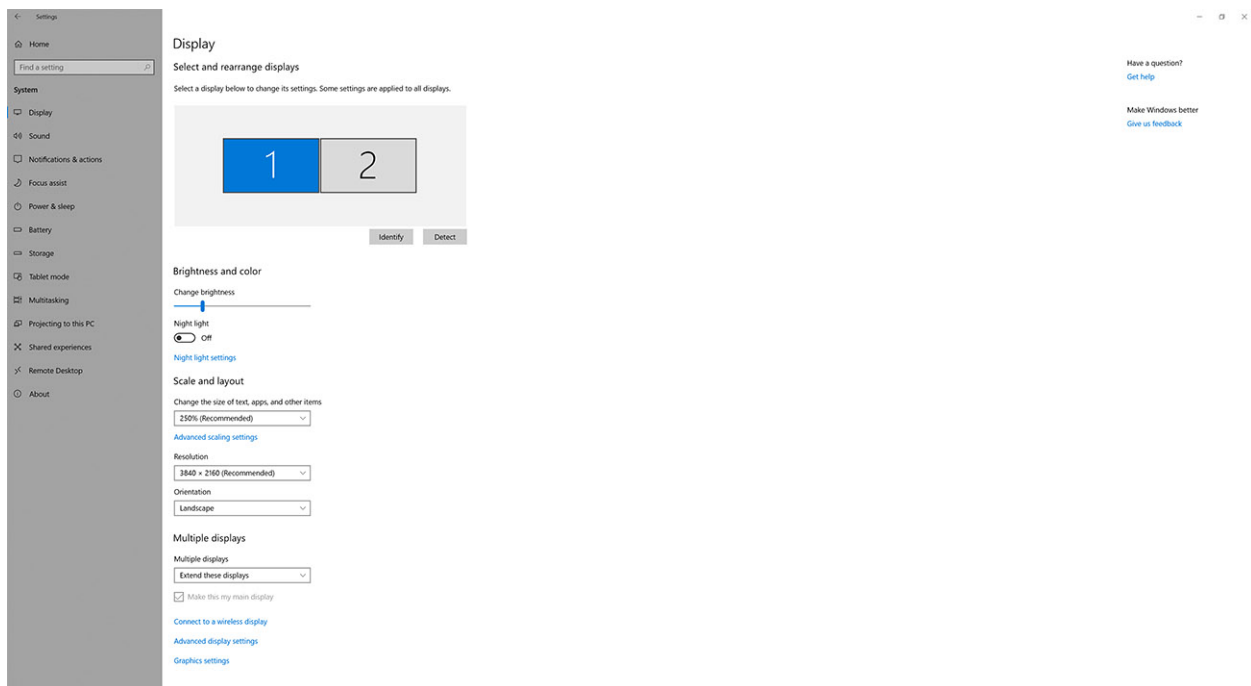 Settings
Home
Find a setting
System
Display
Sound
Notifications & actions
Focus assist
Power & sleep
Battery
Storage
Tablet mode
Multitasking
Projecting to this PC
Shared experiences
Remote Desktop
About
Display
Select and rearrange displays
Select a display below to change its settings. Some settings are applied to all displays.
1 2
Identify Detect
Brightness and color
Change brightness
Night light
Off
Night light settings
Scale and layout
Change the size of text, apps, and other items
250% (Recommended)
Advanced scaling settings
Resolution
3840 × 2160 (Recommended)
Orientation
Landscape
Multiple displays
Multiple displays
Extend these displays
Make this my main display
Connect to a wireless display
Advanced display settings
Graphics settings
Have a question?
Get help
Make Windows better
Give us feedback